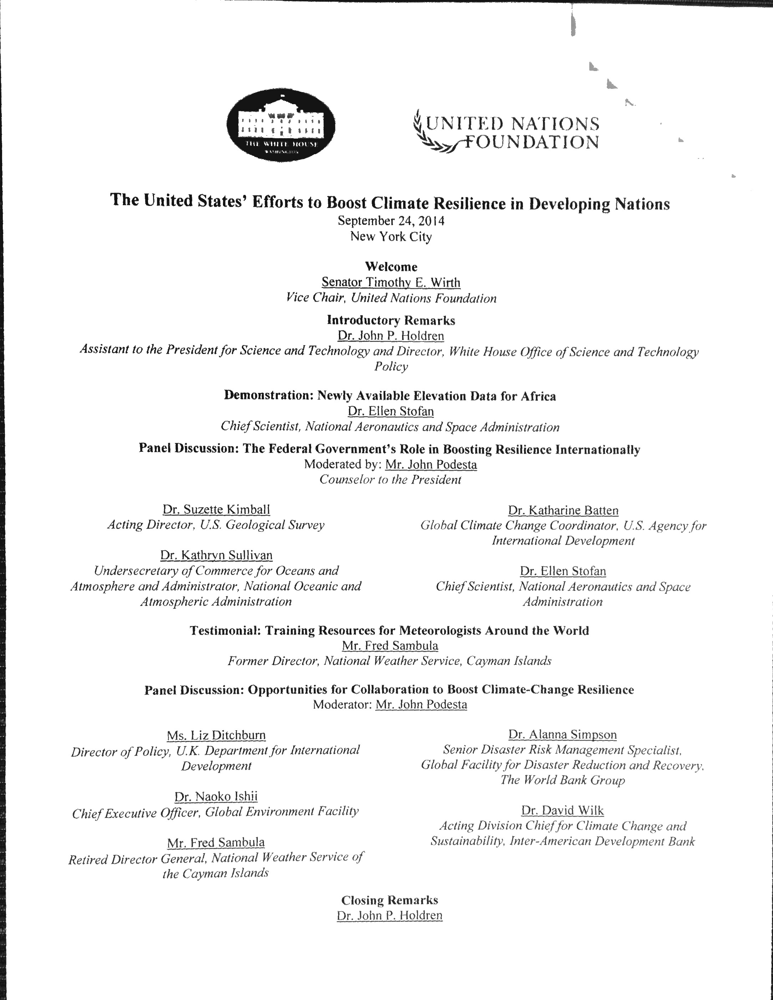 THE WHITE HOUSE
WASHINGTON
UNITED NATIONS
FOUNDATION
The United States' Efforts to Boost Climate Resilience in Developing Nations
September 24, 2014
New York City
Welcome
Senator Timothy E. Wirth
Vice Chair, United Nations Foundation
Introductory Remarks
Dr. John P. Holdren
Assistant to the President for Science and Technology and Director, White House Office of Science and Technology
Policy
Demonstration: Newly Available Elevation Data for Africa
Dr. Ellen Stofan
Chief Scientist, National Aeronautics and Space Administration
Panel Discussion: The Federal Government's Role in Boosting Resilience Internationally
Moderated by: Mr. John Podesta
Counselor to the President
Dr. Suzette Kimball
Acting Director, U.S. Geological Survey
Dr. Kathryn Sullivan
Undersecretary of Commerce for Oceans and
Atmosphere and Administrator, National Oceanic and
Atmospheric Administration
Dr. Katharine Batten
Global Climate Change Coordinator, U.S. Agency for
International Development
Dr. Ellen Stofan
Chief Scientist, National Aeronautics and Space
Administration
Testimonial: Training Resources for Meteorologists Around the World
Mr. Fred Sambula
Former Director, National Weather Service, Cayman Islands
Panel Discussion: Opportunities for Collaboration to Boost Climate-Change Resilience
Moderator: Mr. John Podesta
Ms. Liz Ditchburn
Director of Policy, U.K. Department for International
Development
Dr. Naoko Ishii
Chief Executive Officer, Global Environment Facility
Mr. Fred Sambula
Retired Director General, National Weather Service of
the Cayman Islands
Dr. Alanna Simpson
Senior Disaster Risk Management Specialist,
Global Facility for Disaster Reduction and Recovery,
The World Bank Group
Dr. David Wilk
Acting Division Chief for Climate Change and
Sustainability, Inter-American Development Bank
Closing Remarks
Dr. John P. Holdren